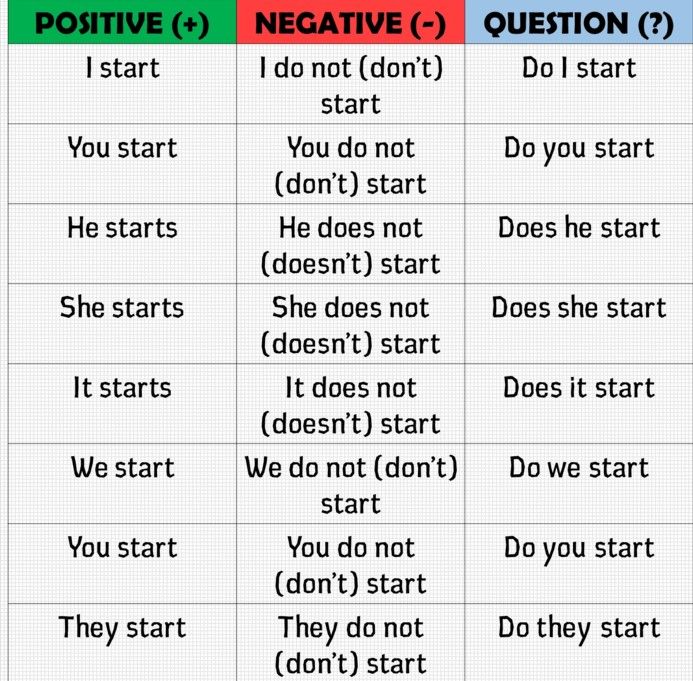 POSITIVE (+) NEGATIVE (-) QUESTION (?)
I start
I do not (don't)
start
Do I start
You start
You do not
(don't) start
Do you start
He starts
He does not
(doesn't) start
Does he start
She starts
She does not
(doesn't) start
Does she start
It starts
It does not
(doesn't) start
Does it start
We start
We do not (don't)
start
Do we start
You start
You do not
(don't) start
Do you start
They start
They do not
(don't) start
Do they start